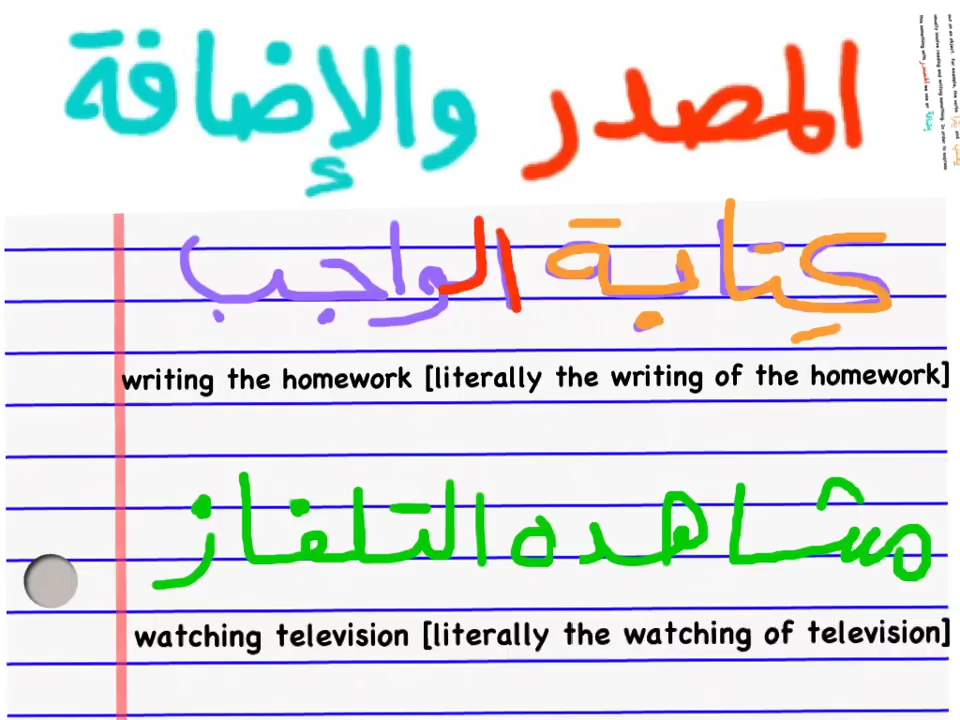 المصدر والإضافة
كتابة الواجب
writing the homework [literally the writing of the homework]
مشاهده التلفاز
watching television [literally the watching of television]